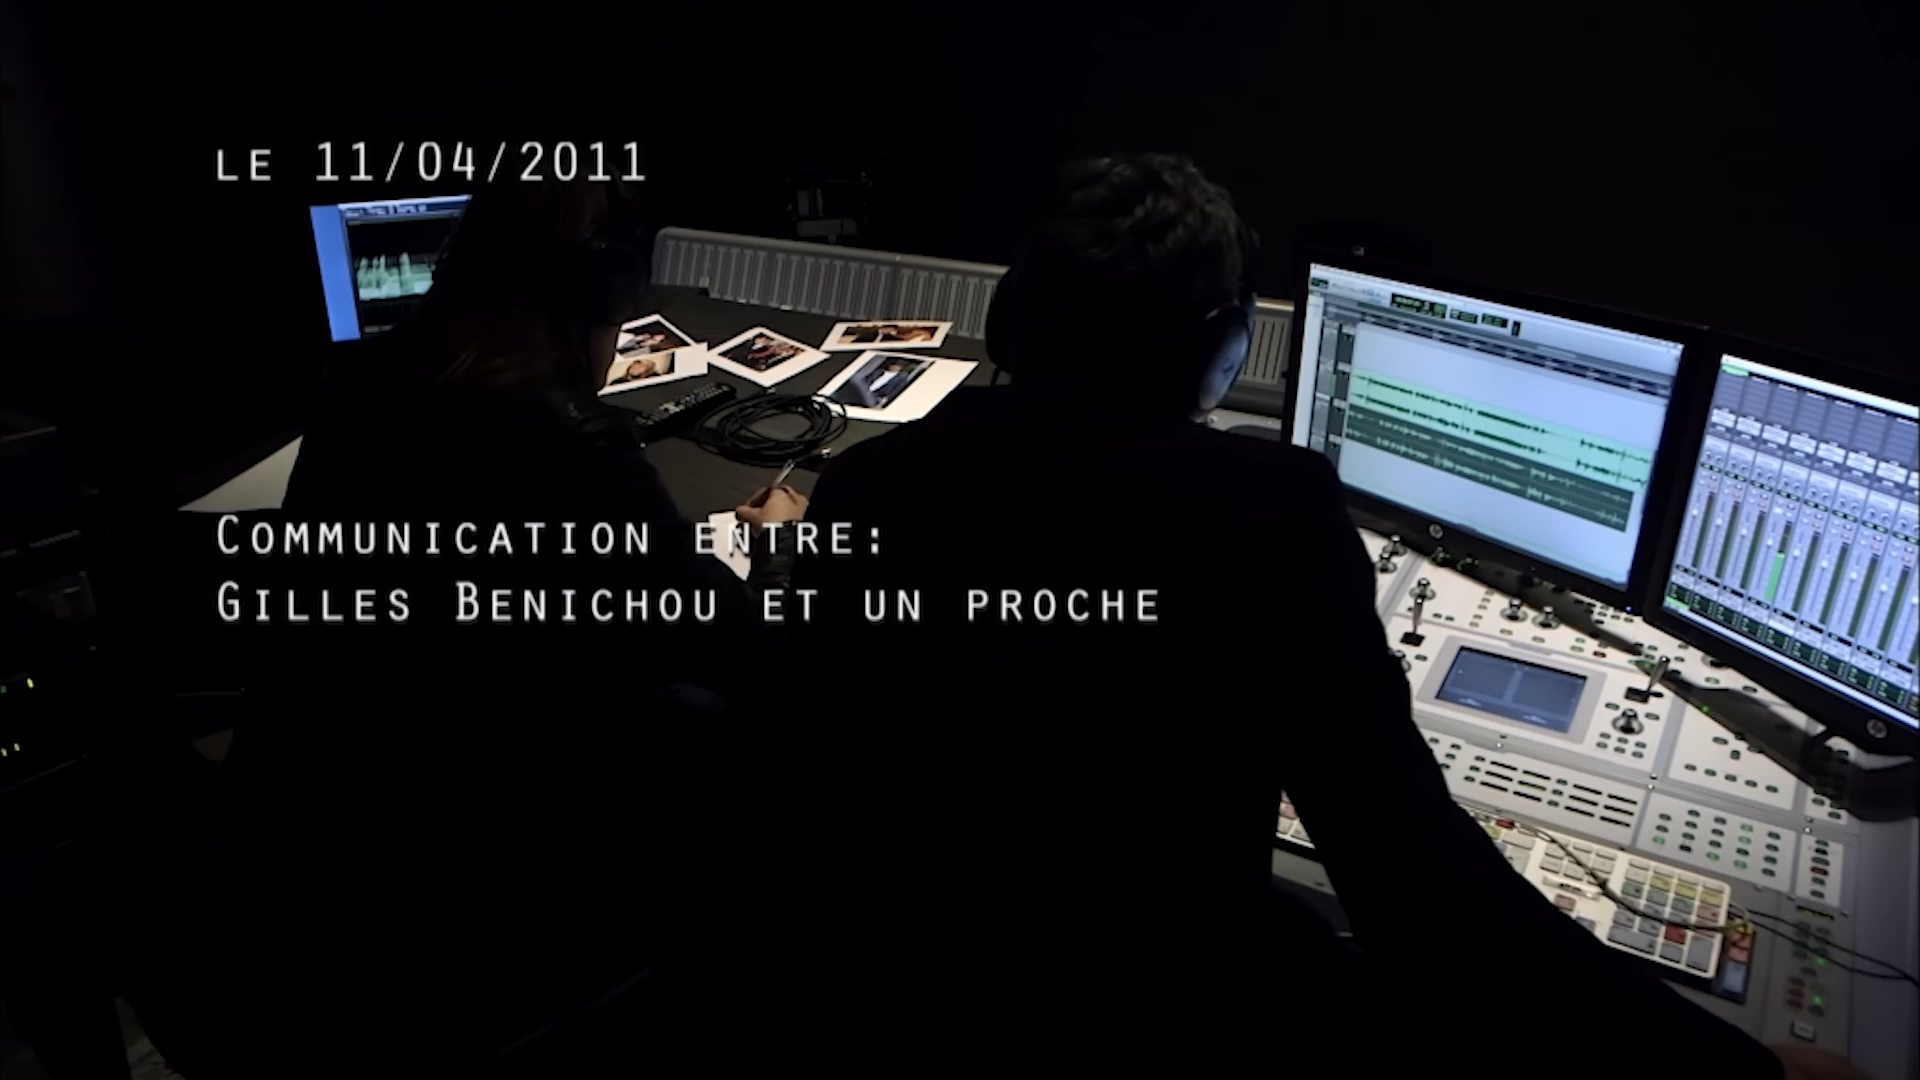 LE 11/04/2011
COMMUNICATION ENTRE:
GILLES BENICHOU ET UN PROCHE